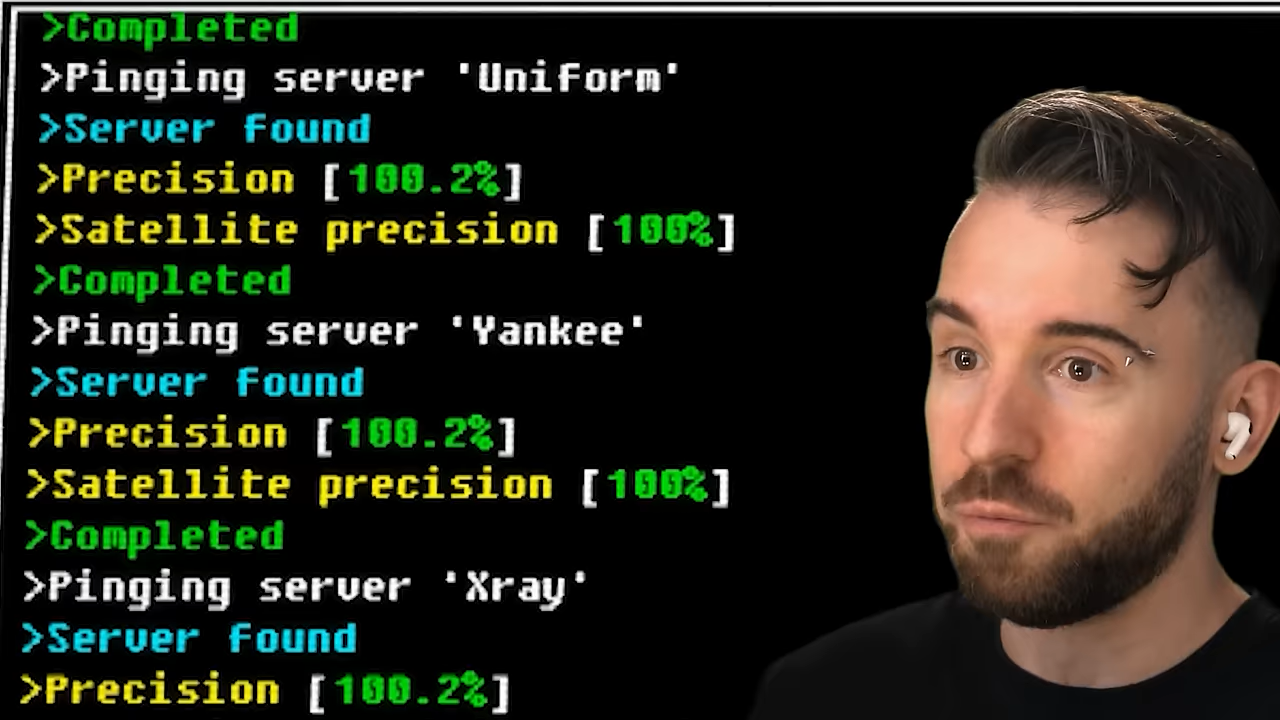 >Completed
>Pinging server 'Uniform'
>Server found
>Precision [100.2%]
>Satellite precision [100%]
>Completed
>Pinging server 'Yankee'
>Server found
>Precision [100.2%]
>Satellite precision [100%]
>Completed
>Pinging server 'Xray'
>Server found
>Precision [100.2%]